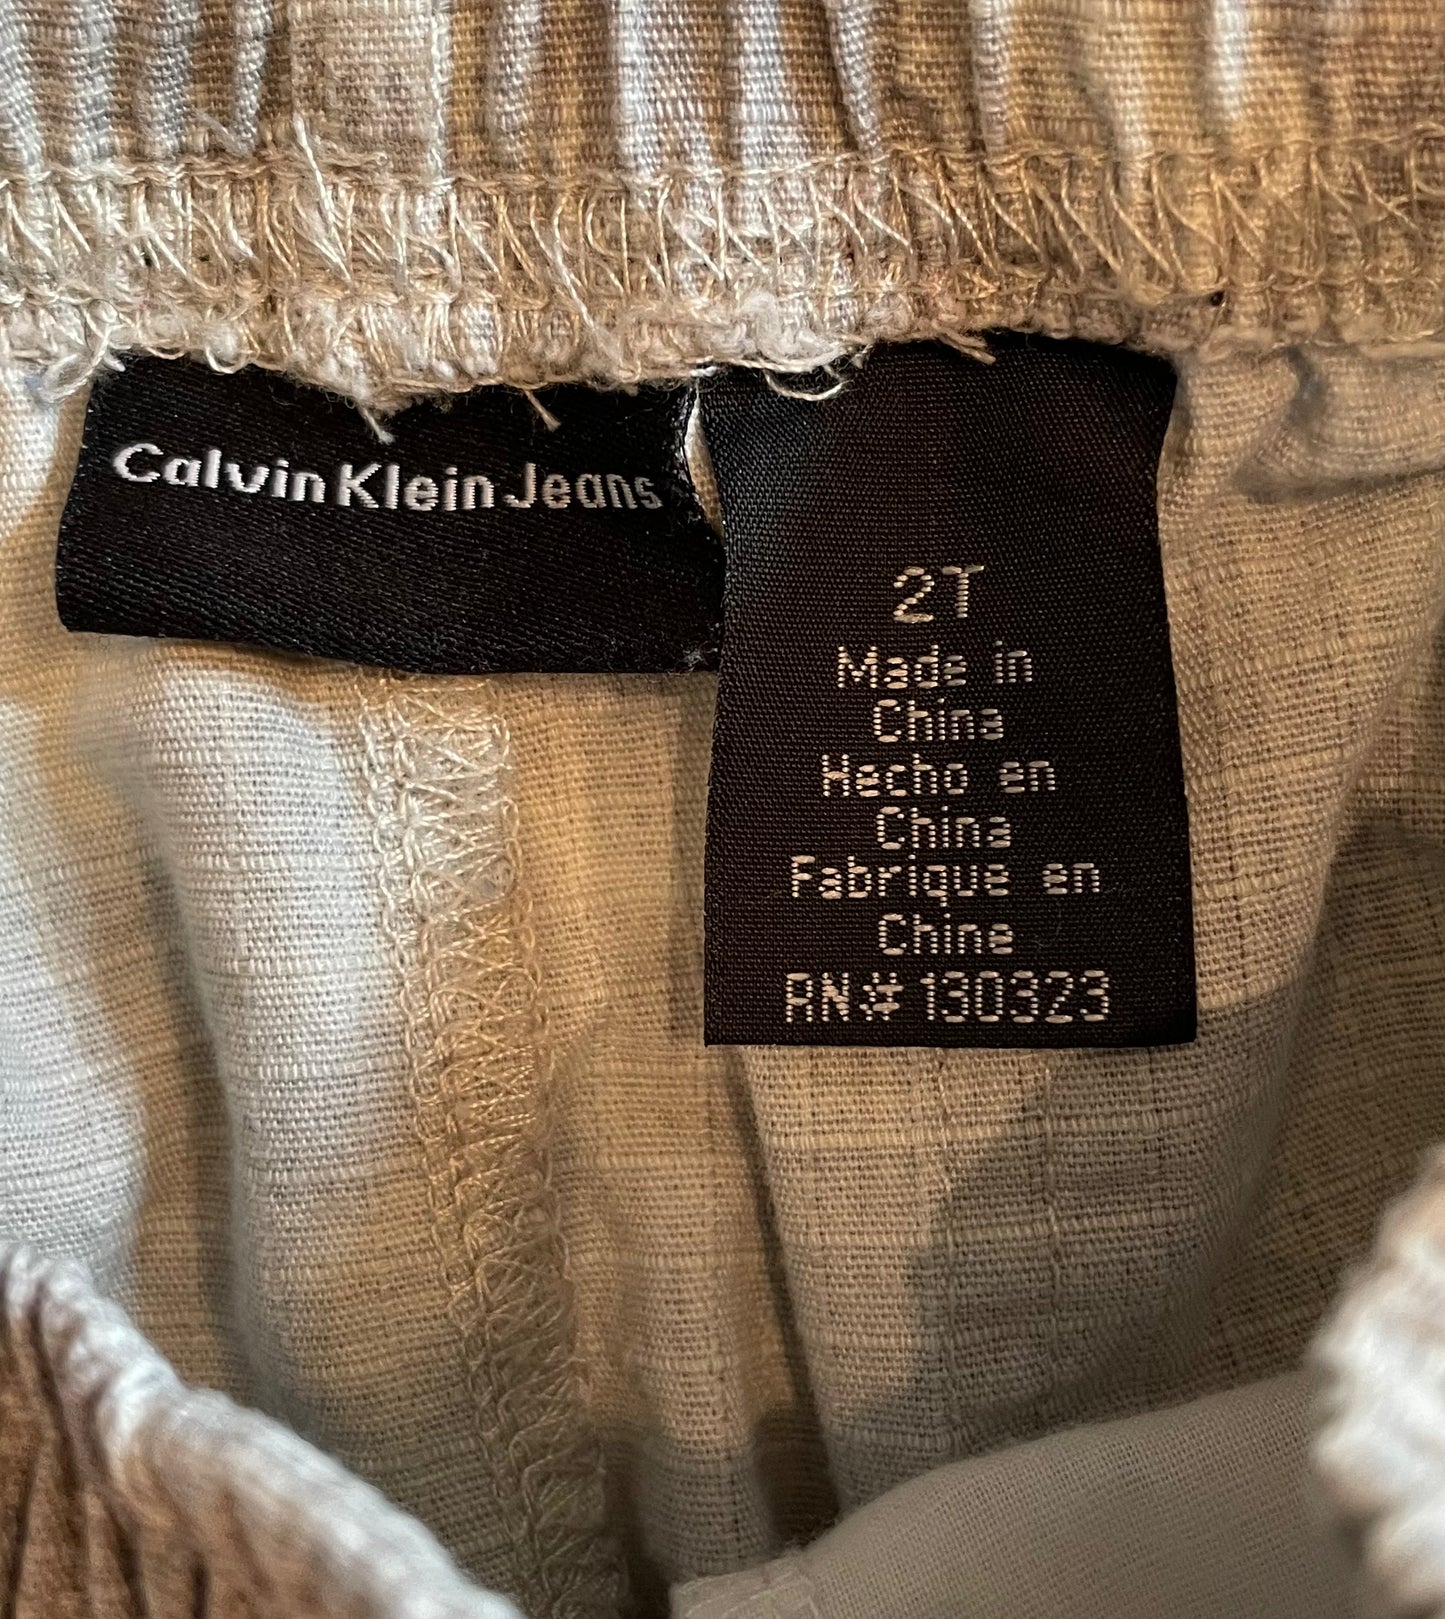 Calvin Klein Jeans
2T
Made in
China
Hecho en
China
Fabrique en
Chine
RN# 130323